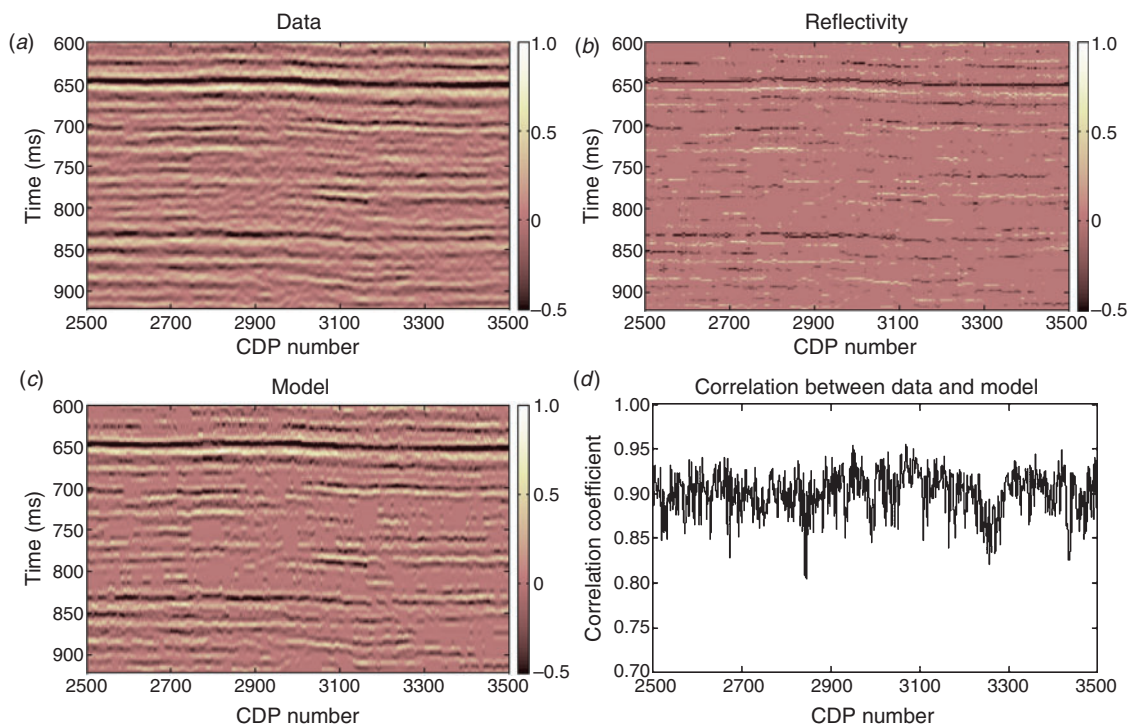 (a)
Data
600
650
700
750
800
850
900
Time (ms)
2500 2700 2900 3100 3300 3500
CDP number
1.0
0.5
0
–0.5
(b)
Reflectivity
600
650
700
750
800
850
900
Time (ms)
2500 2700 2900 3100 3300 3500
CDP number
1.0
0.5
0
–0.5
(c)
Model
600
650
700
750
800
850
900
Time (ms)
2500 2700 2900 3100 3300 3500
CDP number
1.0
0.5
0
–0.5
(d)
Correlation between data and model
1.00
0.95
0.90
0.85
0.80
0.75
0.70
Correlation coefficient
2500 2700 2900 3100 3300 3500
CDP number